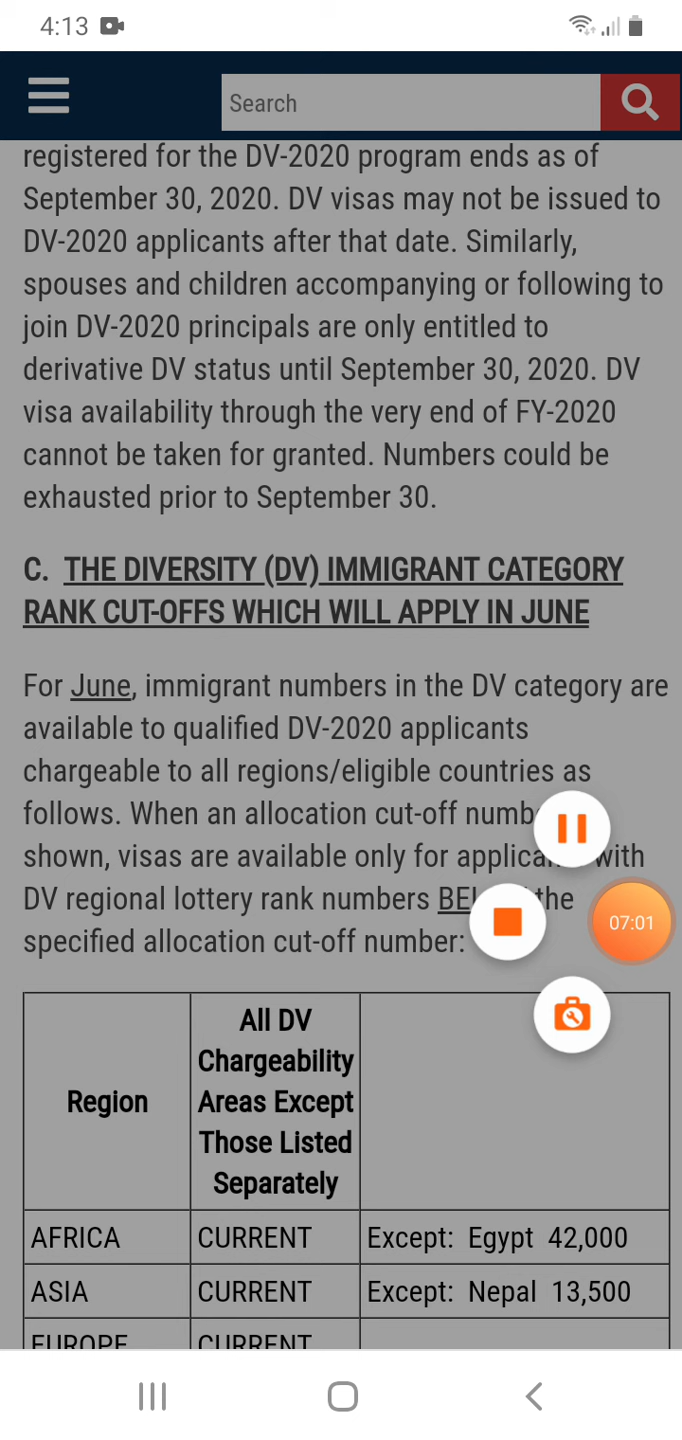 4:13
Search
registered for the DV-2020 program ends as of
September 30, 2020. DV visas may not be issued to
DV-2020 applicants after that date. Similarly,
spouses and children accompanying or following to
join DV-2020 principals are only entitled to
derivative DV status until September 30, 2020. DV
visa availability through the very end of FY-2020
cannot be taken for granted. Numbers could be
exhausted prior to September 30.
C. THE DIVERSITY (DV) IMMIGRANT CATEGORY
RANK CUT-OFFS WHICH WILL APPLY IN JUNE
For June, immigrant numbers in the DV category are
available to qualified DV-2020 applicants
chargeable to all regions/eligible countries as
follows. When an allocation cut-off
shown, visas are available only for with
DV regional lottery rank numbers the
specified allocation cut-off number:
07:01
Region
All DV
Chargeability
Areas Except
Those Listed
Separately
AFRICA CURRENT Except: Egypt 42,000
ASIA CURRENT Except: Nepal 13,500
EUROPE CURRENT